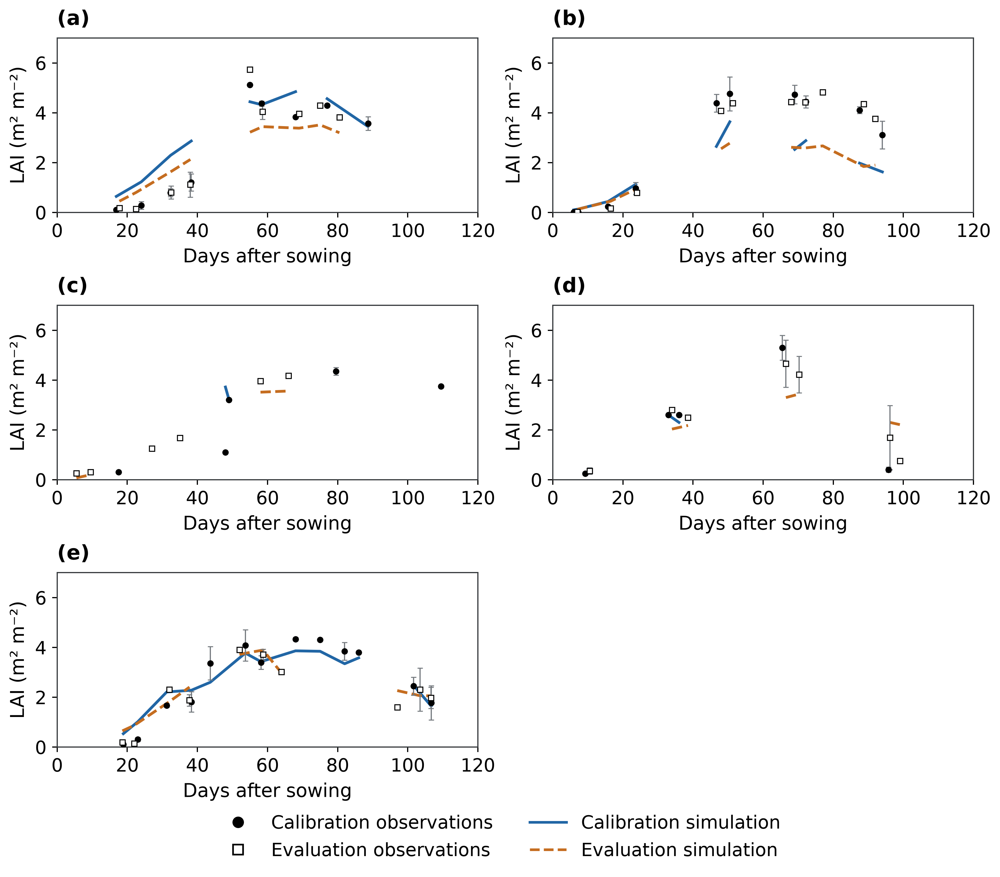 (a)
6
4
2
0
LAI (m² m⁻²)
0 20 40 60 80 100 120
Days after sowing
(b)
6
4
2
0
LAI (m² m⁻²)
0 20 40 60 80 100 120
Days after sowing
(c)
6
4
2
0
LAI (m² m⁻²)
0 20 40 60 80 100 120
Days after sowing
(d)
6
4
2
0
LAI (m² m⁻²)
0 20 40 60 80 100 120
Days after sowing
(e)
6
4
2
0
LAI (m² m⁻²)
0 20 40 60 80 100 120
Days after sowing
Calibration observations
Evaluation observations
Calibration simulation
Evaluation simulation